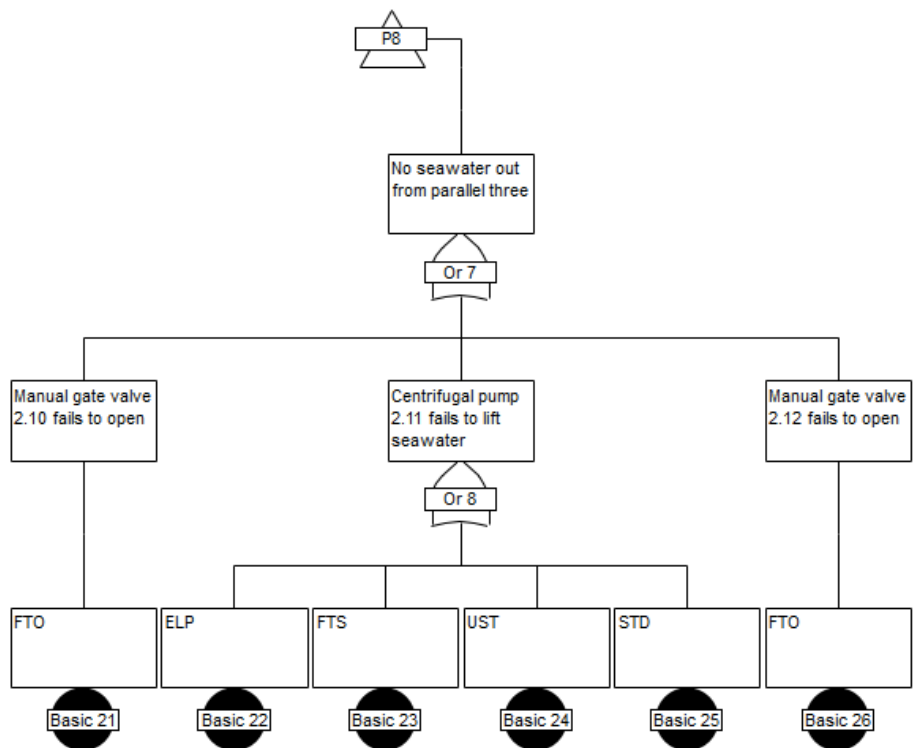 P8
No seawater out
from parallel three
Or 7
Manual gate valve
2.10 fails to open
Centrifugal pump
2.11 fails to lift
seawater
Manual gate valve
2.12 fails to open
Or 8
FTO
ELP
FTS
UST
STD
FTO
Basic 21
Basic 22
Basic 23
Basic 24
Basic 25
Basic 26